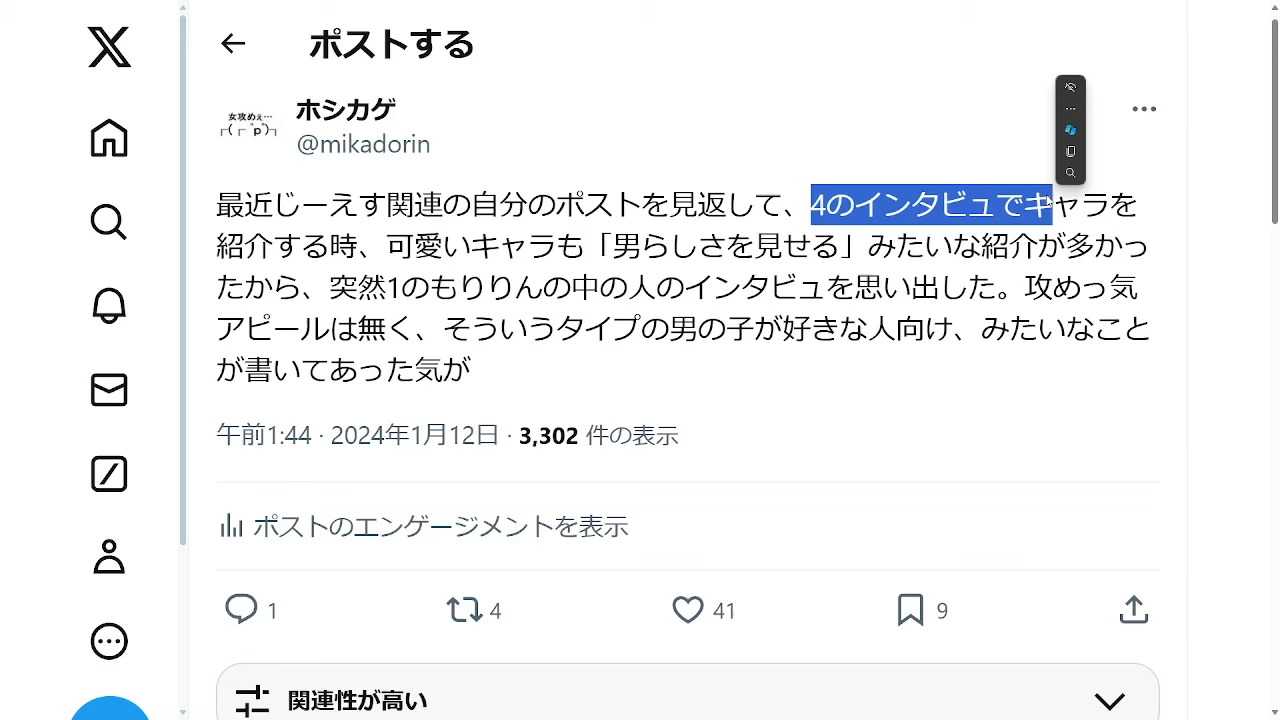 ポストする
女攻めぇ…
ホシカゲ
@mikadorin
最近じーえす関連の自分のポストを見返して、4のインタビュでキャラを
紹介する時、可愛いキャラも「男らしさを見せる」みたいな紹介が多かっ
たから、突然1のもりりんの中の人のインタビュを思い出した。攻めっ気
アピールは無く、そういうタイプの男の子が好きな人向け、みたいなこと
が書いてあった気が
午前1:44 · 2024年1月12日 · 3,302 件の表示
ポストのエンゲージメントを表示
1 4 41 9
関連性が高い